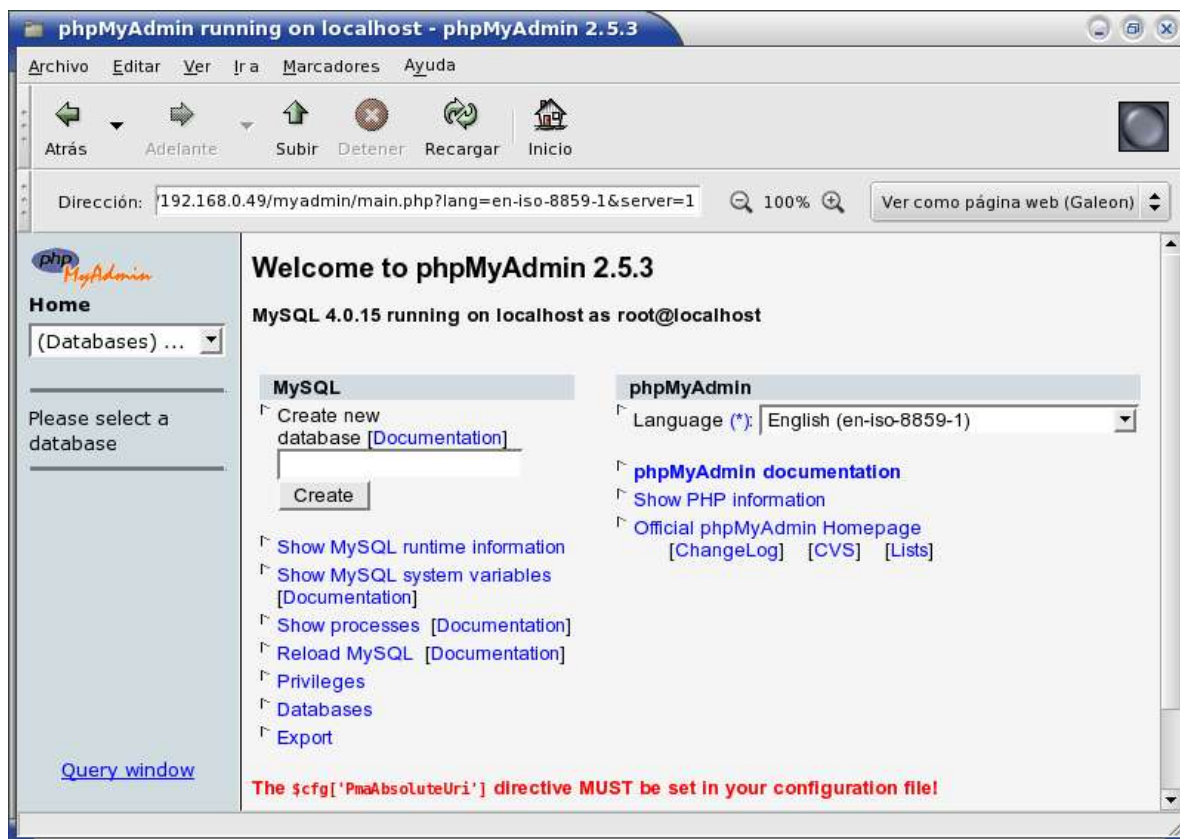 phpMyAdmin running on localhost - phpMyAdmin 2.5.3
Archivo Editar Ver Ir a Marcadores Ayuda
Atrás Adelante Subir Detener Recargar Inicio
Dirección: /192.168.0.49/myadmin/main.php?lang=en-iso-8859-1&server=1 100% Ver como página web (Galeon)
php
MyAdmin
Home
(Databases) ...
Please select a
database
Query window
Welcome to phpMyAdmin 2.5.3
MySQL 4.0.15 running on localhost as root@localhost
MySQL
Create new
database [Documentation]
Create
Show MySQL runtime information
Show MySQL system variables
[Documentation]
Show processes [Documentation]
Reload MySQL [Documentation]
Privileges
Databases
Export
phpMyAdmin
Language (*): English (en-iso-8859-1)
phpMyAdmin documentation
Show PHP information
Official phpMyAdmin Homepage
[ChangeLog] [CVS] [Lists]
The $cfg['PmaAbsoluteUri'] directive MUST be set in your configuration file!